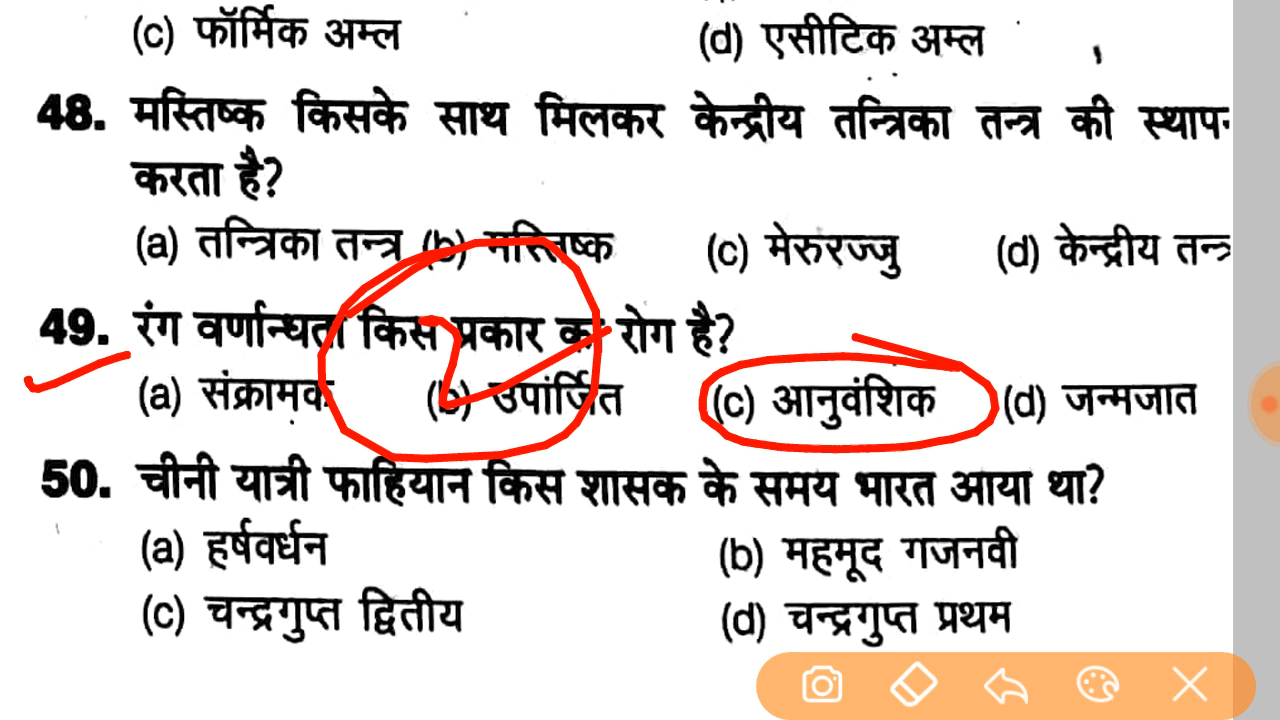 (c) फॉर्मिक अम्ल (d) एसीटिक अम्ल
48. मस्तिष्क किसके साथ मिलकर केन्द्रीय तन्त्रिका तन्त्र की
करता है?
(a) तन्त्रिका तन्त्र (b) मस्तिष्क (c) मेरुरज्जु (d) केन्द्रीय तन्त्र
49. रंग वर्णान्धता किस प्रकार का रोग है?
(a) संक्रामक (b) उपांर्जित (c) आनुवंशिक (d) जन्मजात
50. चीनी यात्री फाहियान किस शासक के समय भारत आया था?
(a) हर्षवर्धन (b) महमूद गजनवी
(c) चन्द्रगुप्त द्वितीय (d) चन्द्रगुप्त प्रथम